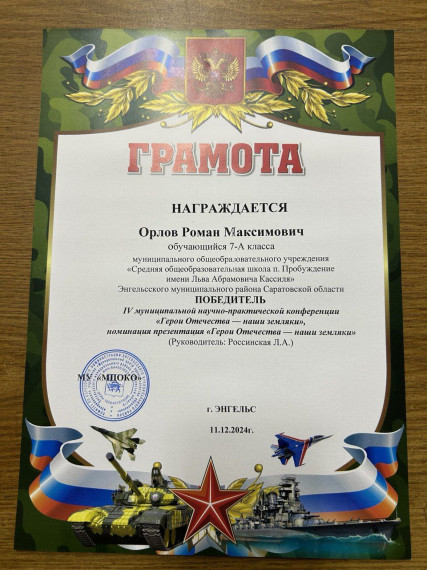 ГРАМОТА
НАГРАЖДАЕТСЯ
Орлов Роман Максимович
обучающийся 7-А класса
муниципального общеобразовательного учреждения
«Средняя общеобразовательная школа п. Пробуждение
имени Льва Абрамовича Кассиля»
Энгельсского муниципального района Саратовской области
ПОБЕДИТЕЛЬ
IV муниципальной научно-практической конференции
«Герои Отечества — наши земляки»,
номинация презентация «Герои Отечества — наши земляки»
(Руководитель: Россинская Л.А.)
МУ «МЦОКО»
г. ЭНГЕЛЬС
11.12.2024г.